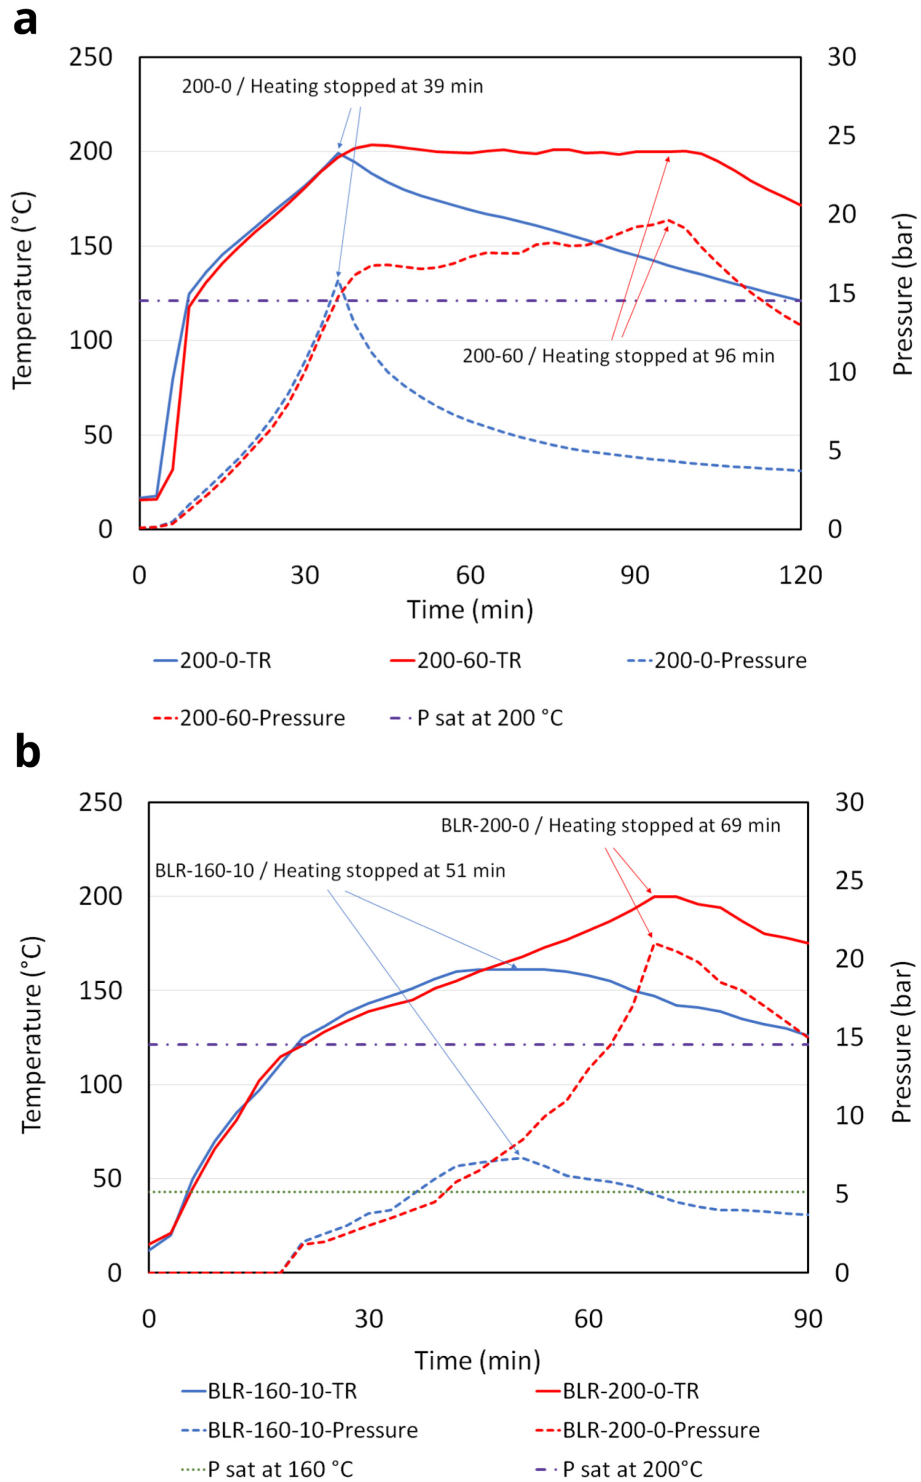 a
250
30
200-0 / Heating stopped at 39 min
200
25
150
20
15
100
10
200-60 / Heating stopped at 96 min
50
5
0
0
Temperature (°C)
Pressure (bar)
0 30 60 90 120
Time (min)
200-0-TR 200-60-TR 200-0-Pressure
200-60-Pressure P sat at 200 °C
b
250
30
BLR-200-0 / Heating stopped at 69 min
BLR-160-10 / Heating stopped at 51 min
200
25
150
20
15
100
10
50
5
0
0
Temperature (°C)
Pressure (bar)
0 30 60 90
Time (min)
BLR-160-10-TR BLR-200-0-TR
BLR-160-10-Pressure BLR-200-0-Pressure
P sat at 160 °C P sat at 200°C